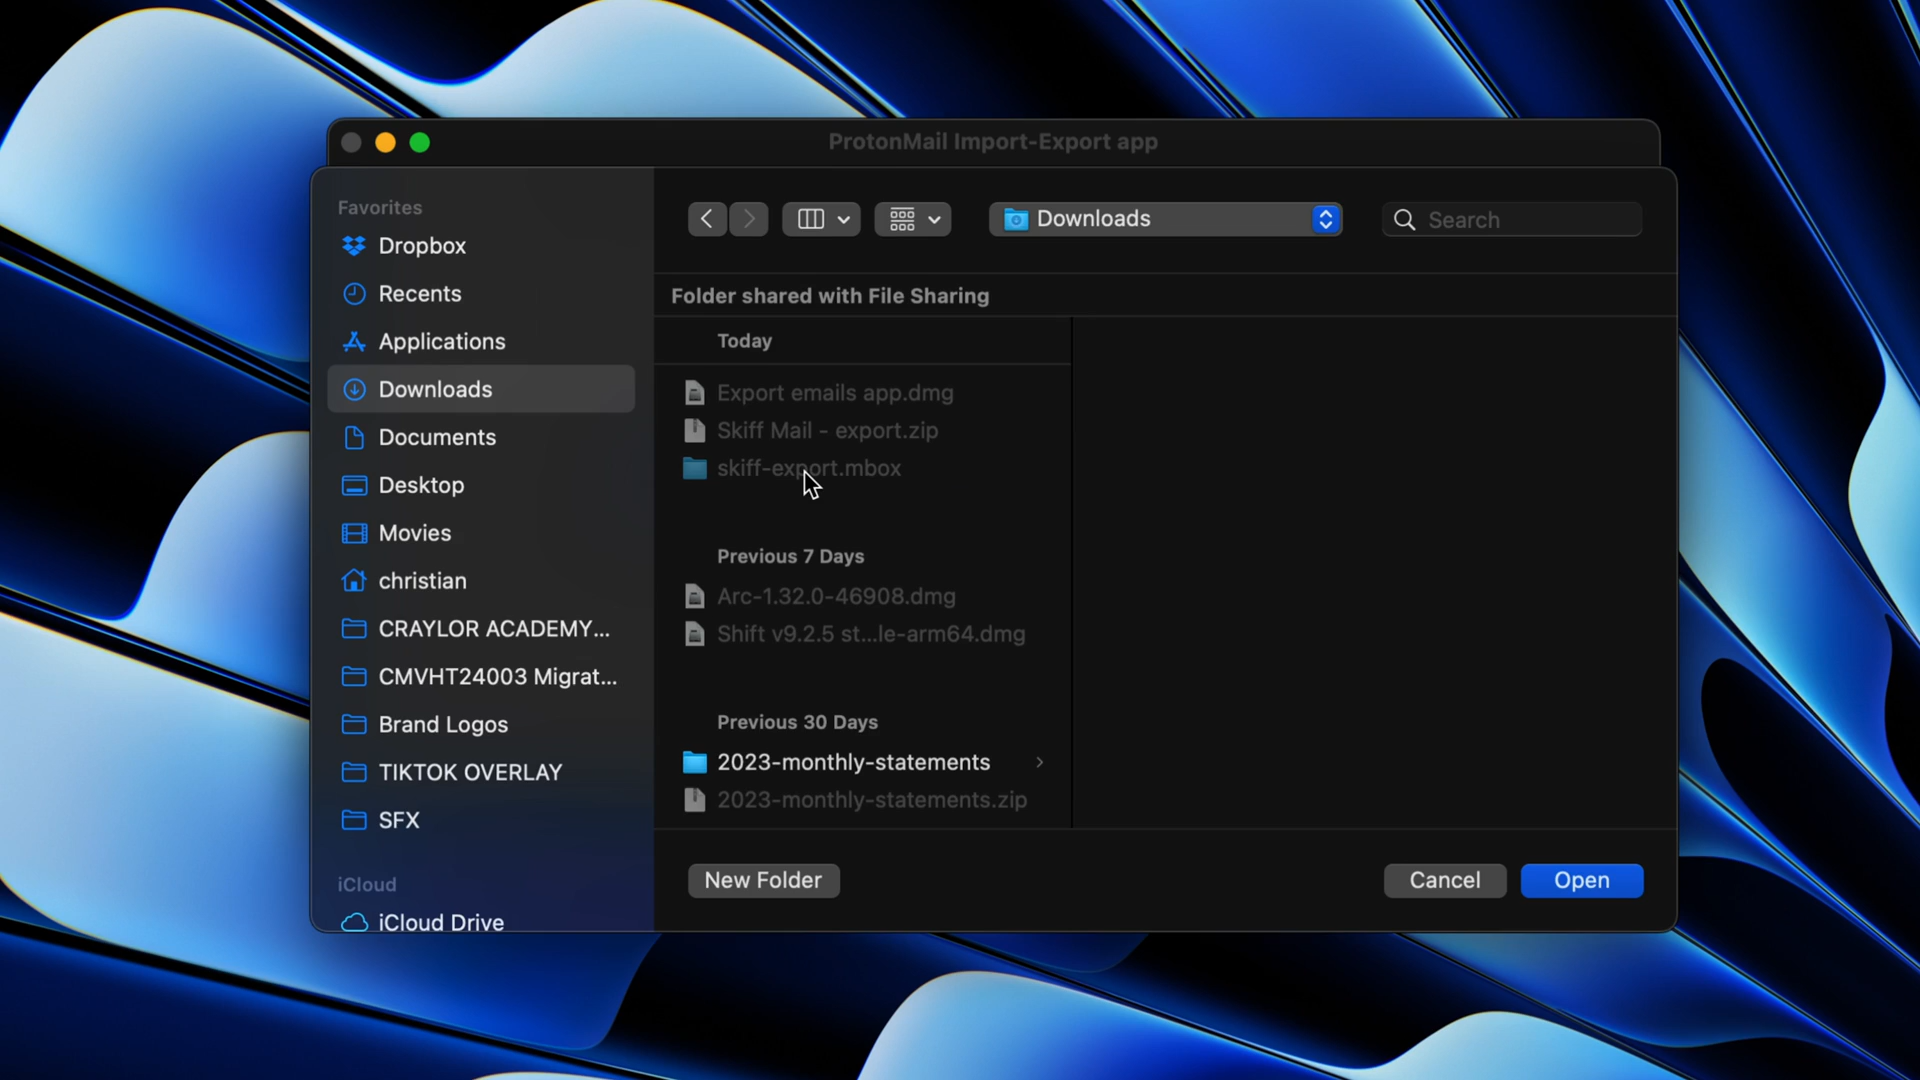 ProtonMail Import-Export app
Favorites
Dropbox
Recents
Applications
Downloads
Documents
Desktop
Movies
christian
CRAYLOR ACADEMY...
CMVHT24003 Migrat...
Brand Logos
TIKTOK OVERLAY
SFX
iCloud
iCloud Drive
Downloads
Search
Folder shared with File Sharing
Today
Export emails app.dmg
Skiff Mail - export.zip
skiff-export.mbox
Previous 7 Days
Arc-1.32.0-46908.dmg
Shift v9.2.5 st...le-arm64.dmg
Previous 30 Days
2023-monthly-statements
2023-monthly-statements.zip
New Folder
Cancel
Open